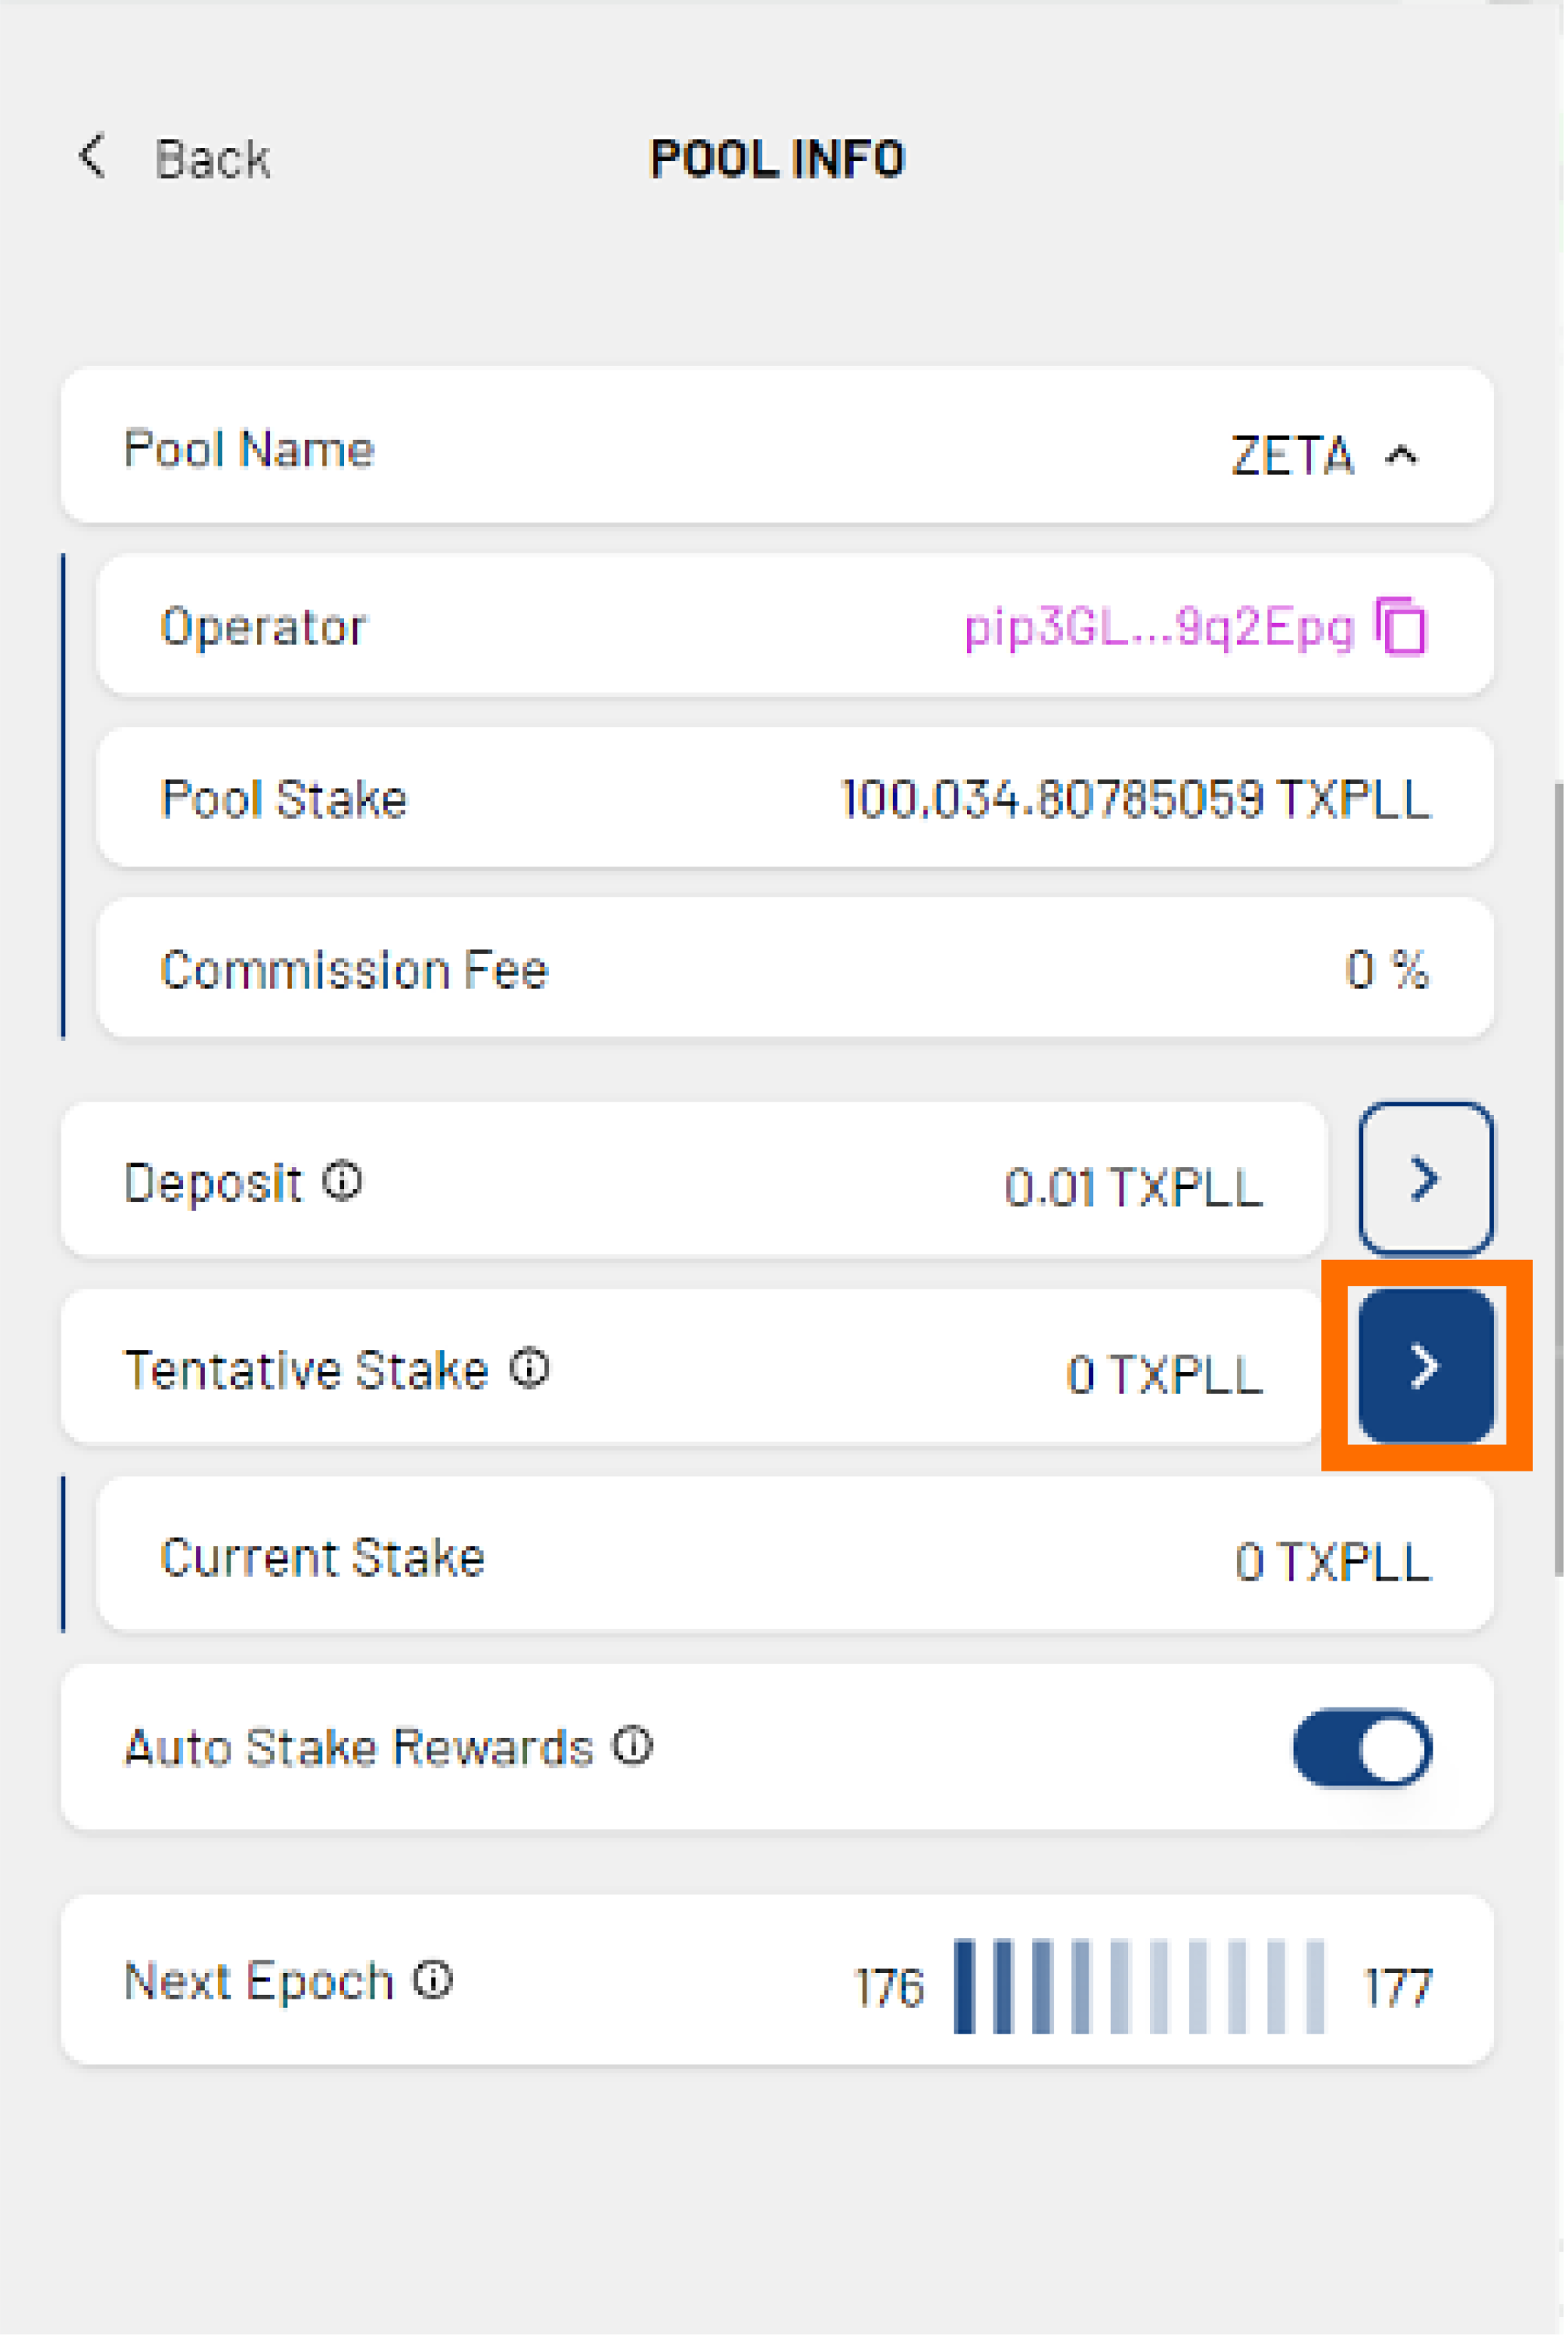 Back
POOL INFO
Pool Name
ZETA
Operator
pip3GL...9q2Epg
Pool Stake
100,034.80785059 TXPLL
Commission Fee
0 %
Deposit
0.01 TXPLL
Tentative Stake
0 TXPLL
Current Stake
0 TXPLL
Auto Stake Rewards
Next Epoch
176
177